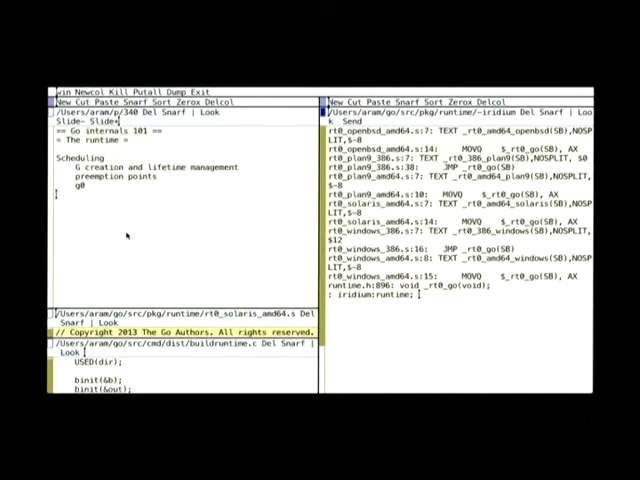 win Newcol Kill Putall Dump Exit
New Cut Paste Snarf Sort Zerox Delcol
/Users/aram/p/340 Del Snarf | Look
Slide- Slide+
== Go internals 101 ==
= The runtime =
Scheduling
G creation and lifetime management
preemption points
g0
/Users/aram/go/src/pkg/runtime/rt0_solaris_amd64.s Del
Snarf | Look
// Copyright 2013 The Go Authors. All rights reserved.
/Users/aram/go/src/cmd/dist/buildruntime.c Del Snarf |
Look
USED(dir);
binit(&b);
binit(&out);
New Cut Paste Snarf Sort Zerox Delcol
/Users/aram/go/src/pkg/runtime/-iridium Del Snarf | Loo
k Send
rt0_openbsd_amd64.s:7: TEXT _rt0_amd64_openbsd(SB),NOSP
LIT,$-8
rt0_openbsd_amd64.s:14: MOVQ $_rt0_go(SB), AX
rt0_plan9_386.s:7: TEXT _rt0_386_plan9(SB),NOSPLIT, $0
rt0_plan9_386.s:38: JMP _rt0_go(SB)
rt0_plan9_amd64.s:7: TEXT _rt0_amd64_plan9(SB),NOSPLIT,
$-8
rt0_plan9_amd64.s:10: MOVQ $_rt0_go(SB), AX
rt0_solaris_amd64.s:7: TEXT _rt0_amd64_solaris(SB),NOSP
LIT,$-8
rt0_solaris_amd64.s:14: MOVQ $_rt0_go(SB), AX
rt0_windows_386.s:7: TEXT _rt0_386_windows(SB),NOSPLIT,
$12
rt0_windows_386.s:16: JMP _rt0_go(SB)
rt0_windows_amd64.s:8: TEXT _rt0_amd64_windows(SB),NOSP
LIT,$-8
rt0_windows_amd64.s:15: MOVQ $_rt0_go(SB), AX
runtime.h:896: void _rt0_go(void);
: iridium:runtime;